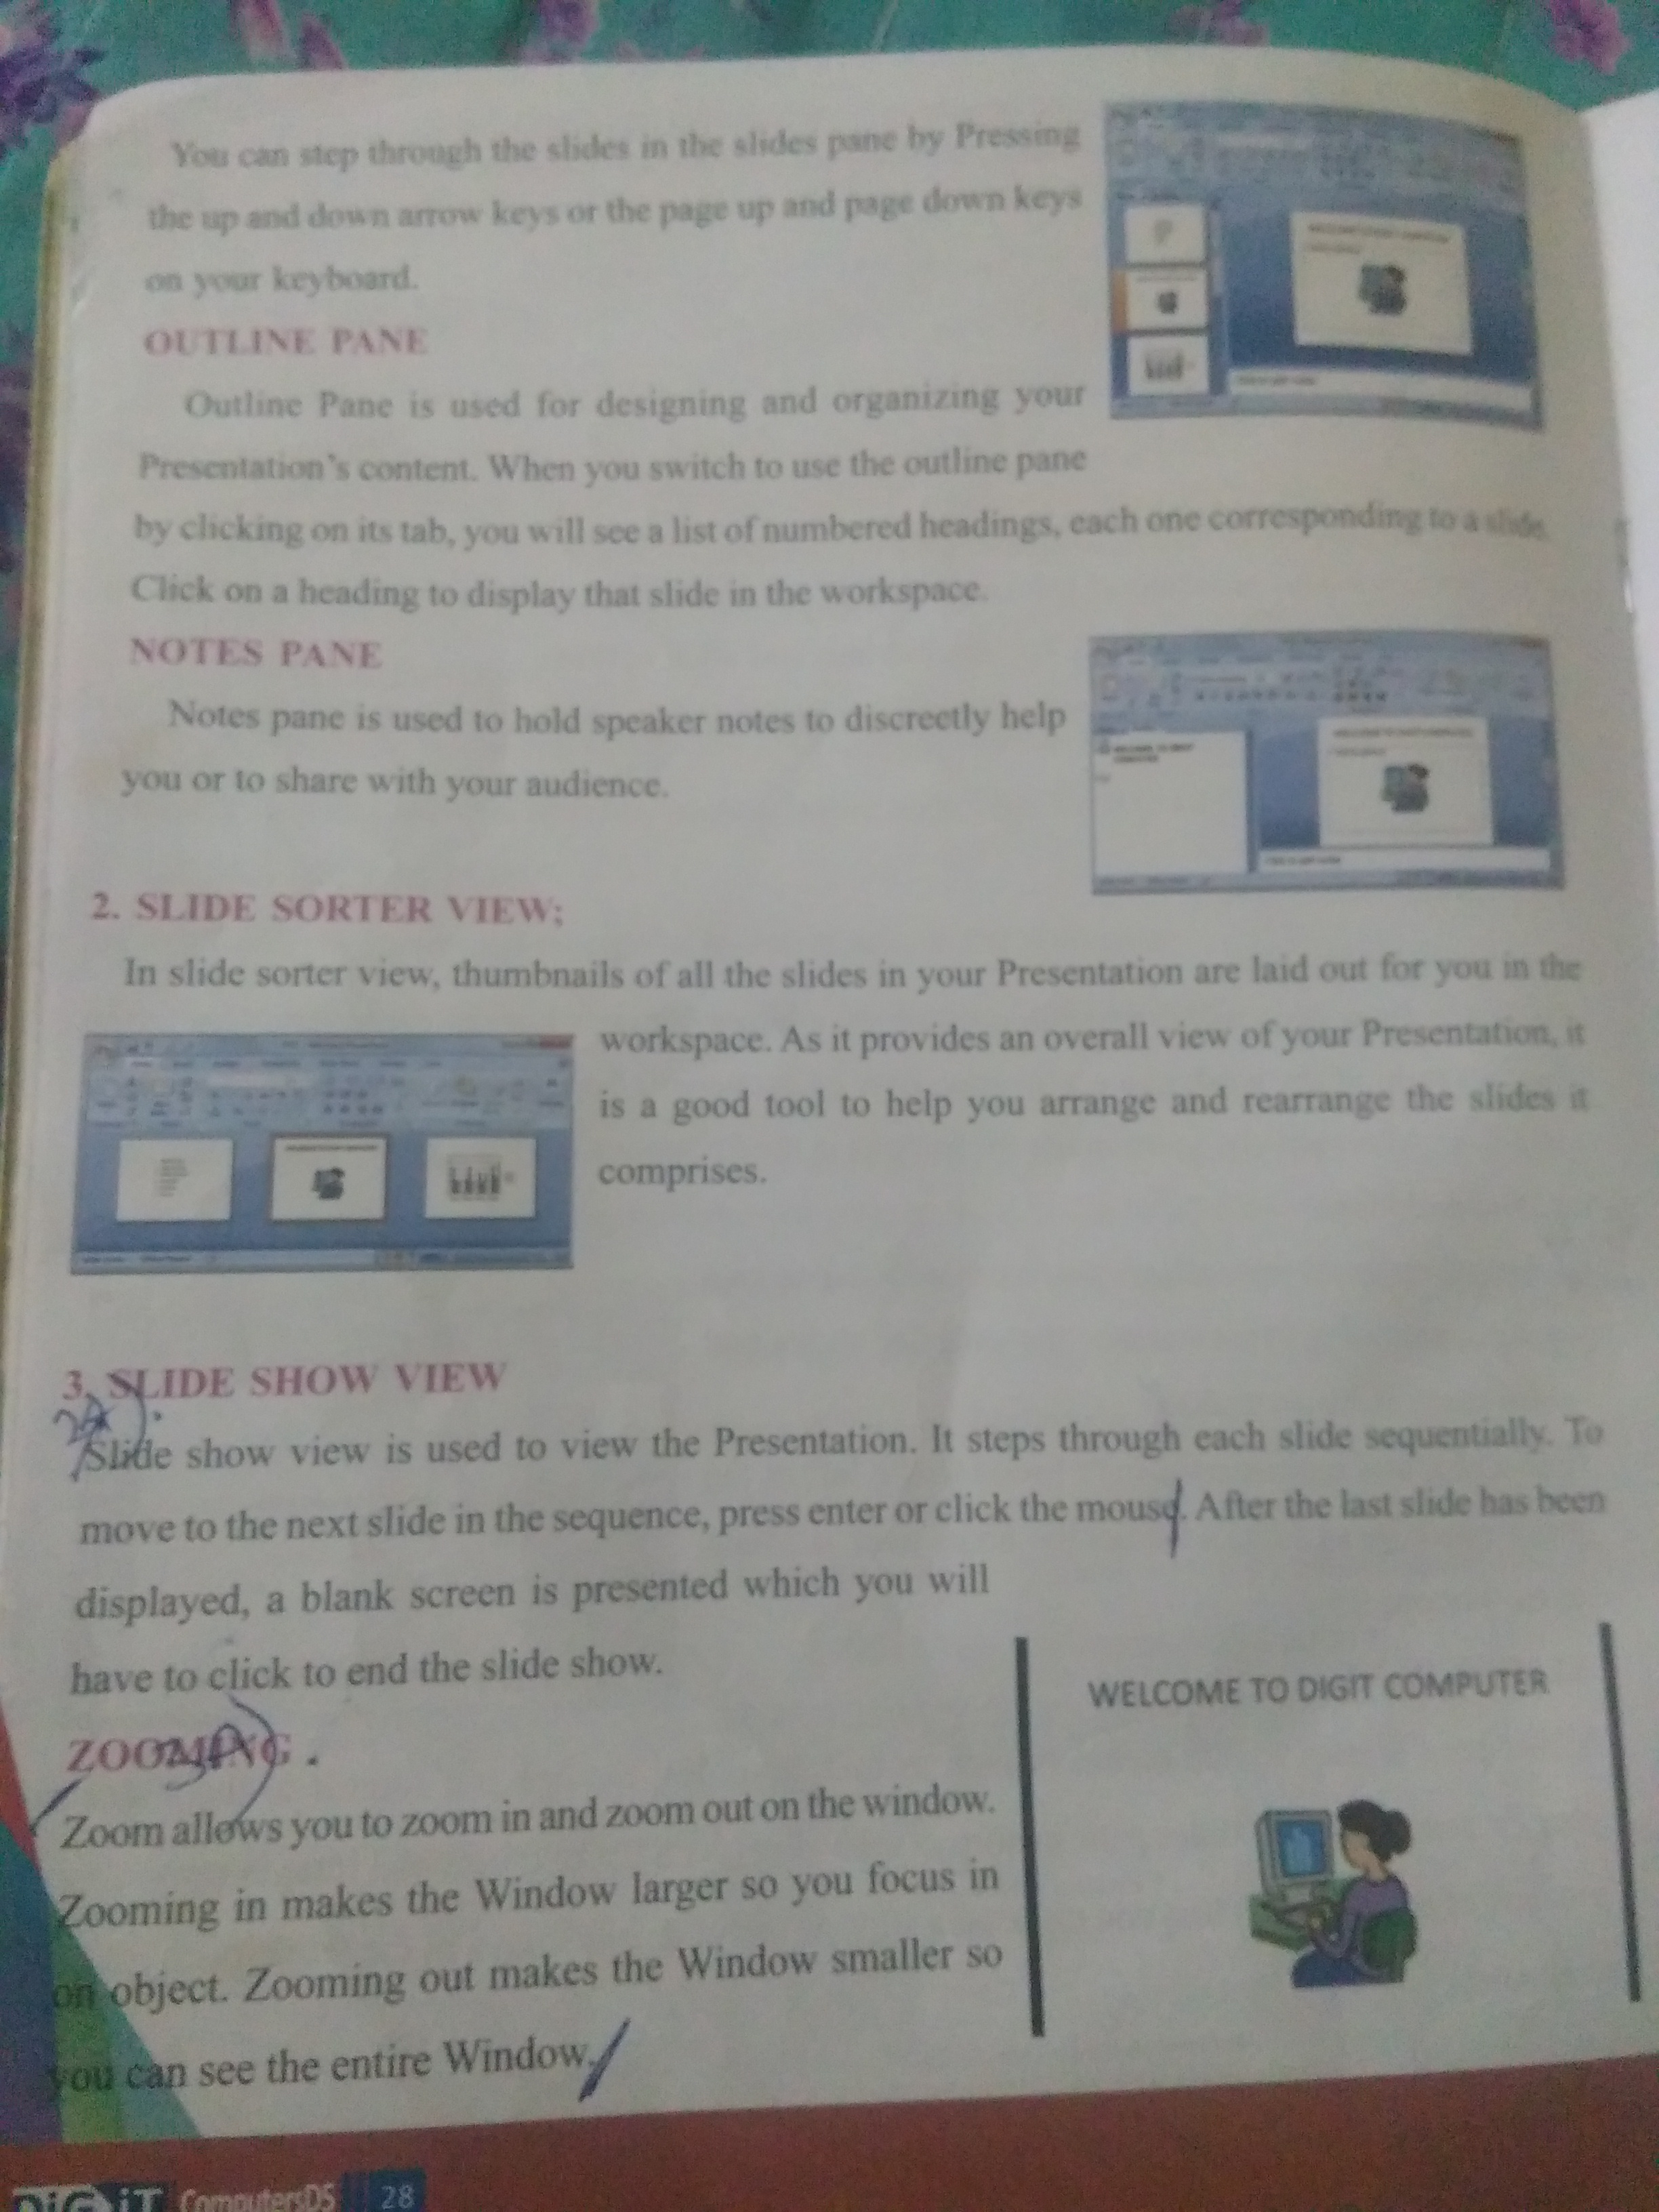 You can step through the slides in the slides pane by Pressing
the up and down arrow keys or the page up and page down keys
on your keyboard.
OUTLINE PANE
Outline Pane is used for designing and organizing your
Presentation's content. When you switch to use the outline pane
by clicking on its tab, you will see a list of numbered headings, each one corresponding to a slide.
Click on a heading to display that slide in the workspace.
NOTES PANE
Notes pane is used to hold speaker notes to discreetly help
you or to share with your audience.
2. SLIDE SORTER VIEW;
In slide sorter view, thumbnails of all the slides in your Presentation are laid out for you in the
workspace. As it provides an overall view of your Presentation, it
is a good tool to help you arrange and rearrange the slides it
comprises.
3. SLIDE SHOW VIEW
Slide show view is used to view the Presentation. It steps through each slide sequentially. To
move to the next slide in the sequence, press enter or click the mouse. After the last slide has been
displayed, a blank screen is presented which you will
have to click to end the slide show.
WELCOME TO DIGIT COMPUTER
ZOOMING.
Zoom allows you to zoom in and zoom out on the window.
Zooming in makes the Window larger so you focus in
on object. Zooming out makes the Window smaller so
you can see the entire Window.
DiGiT ComputersDS 28